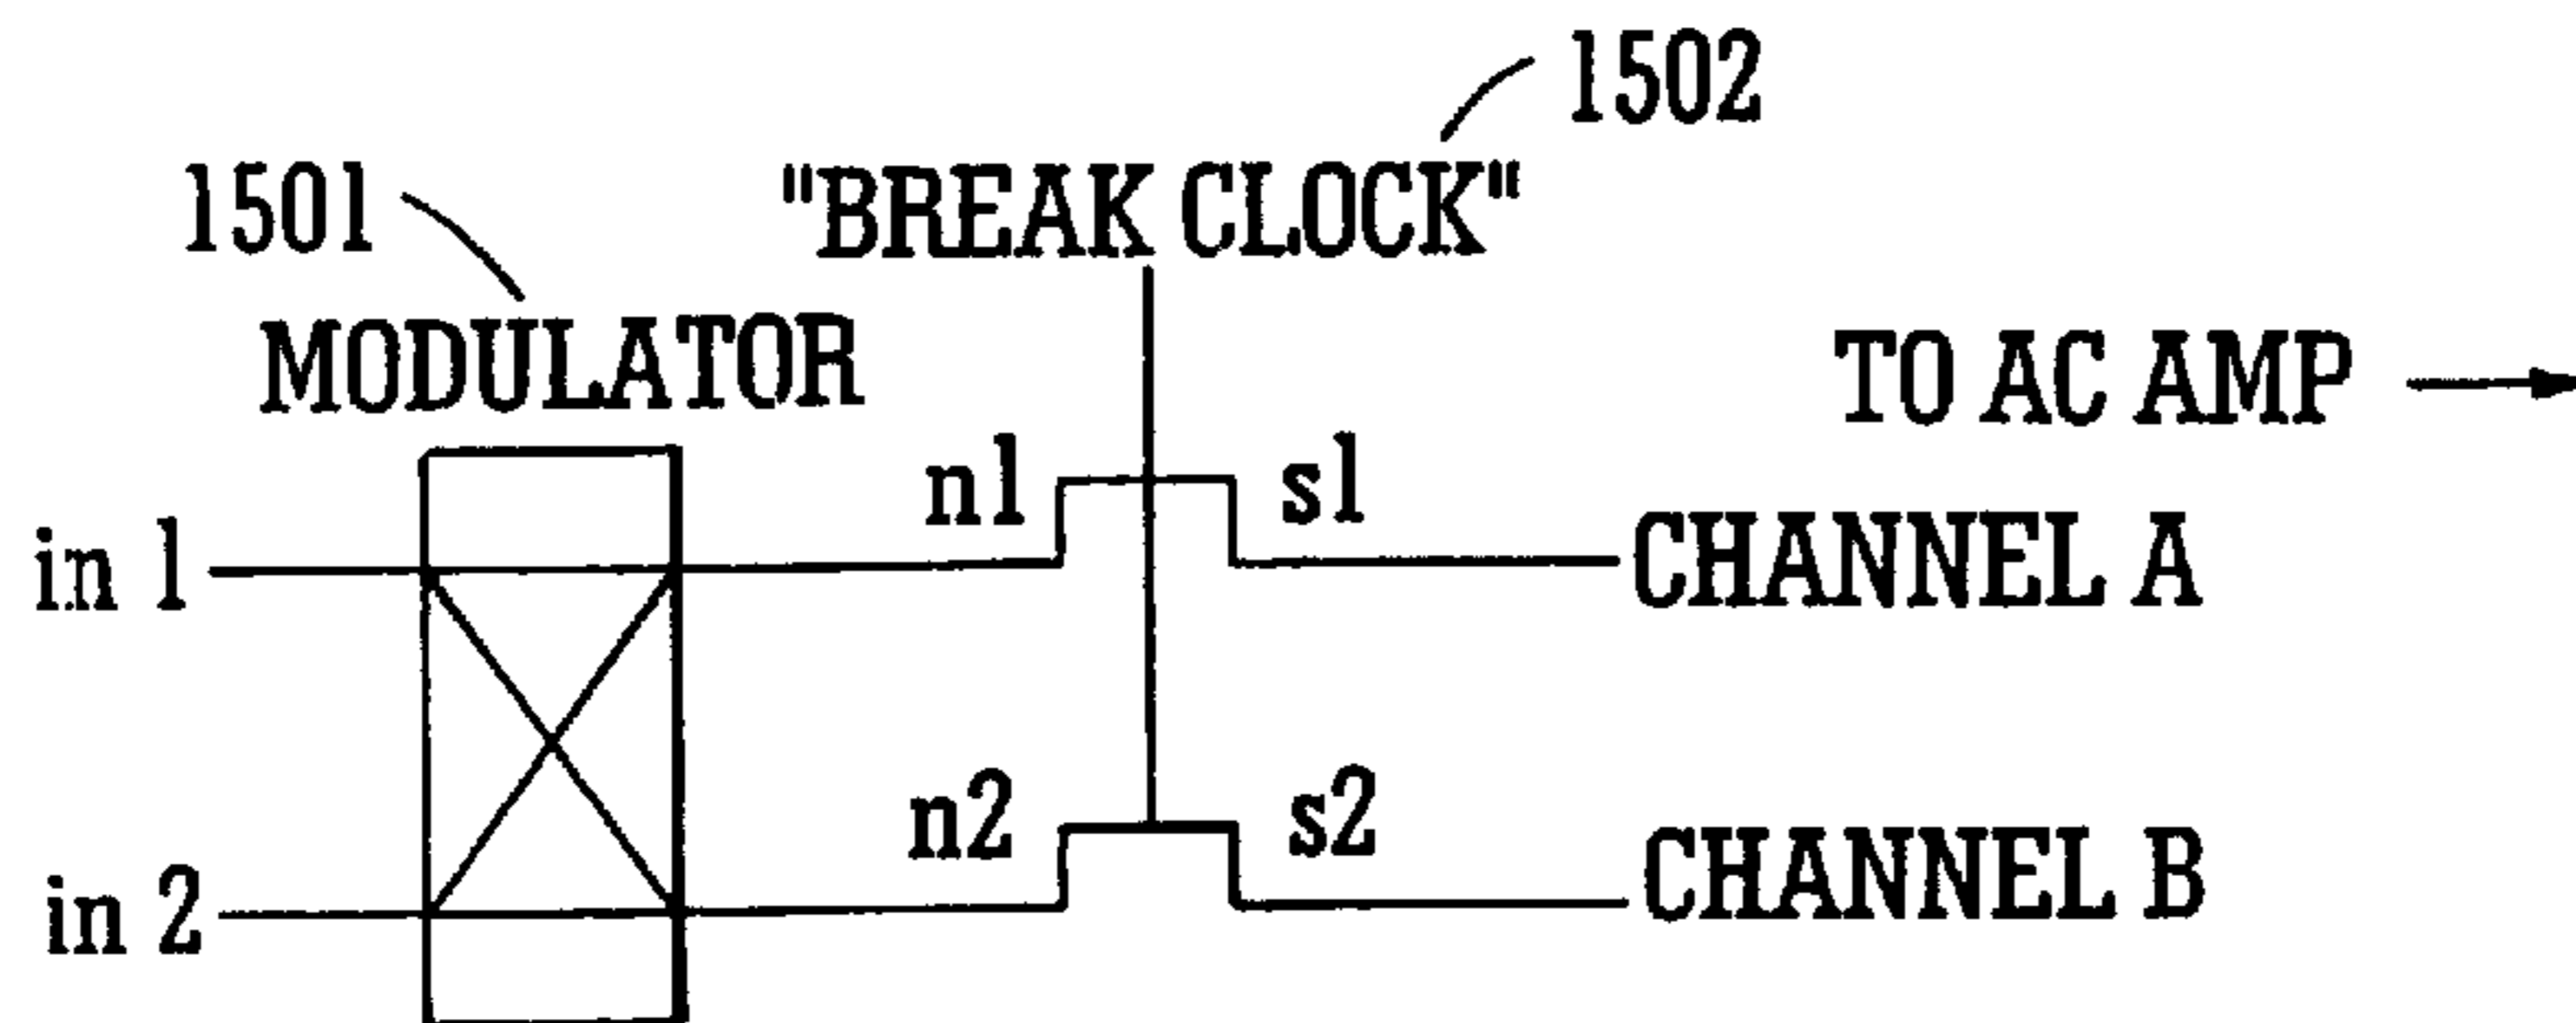 1502
1501
"BREAK CLOCK"
MODULATOR
TO AC AMP
n1
s1
in 1
CHANNEL A
n2
s2
in 2
CHANNEL B